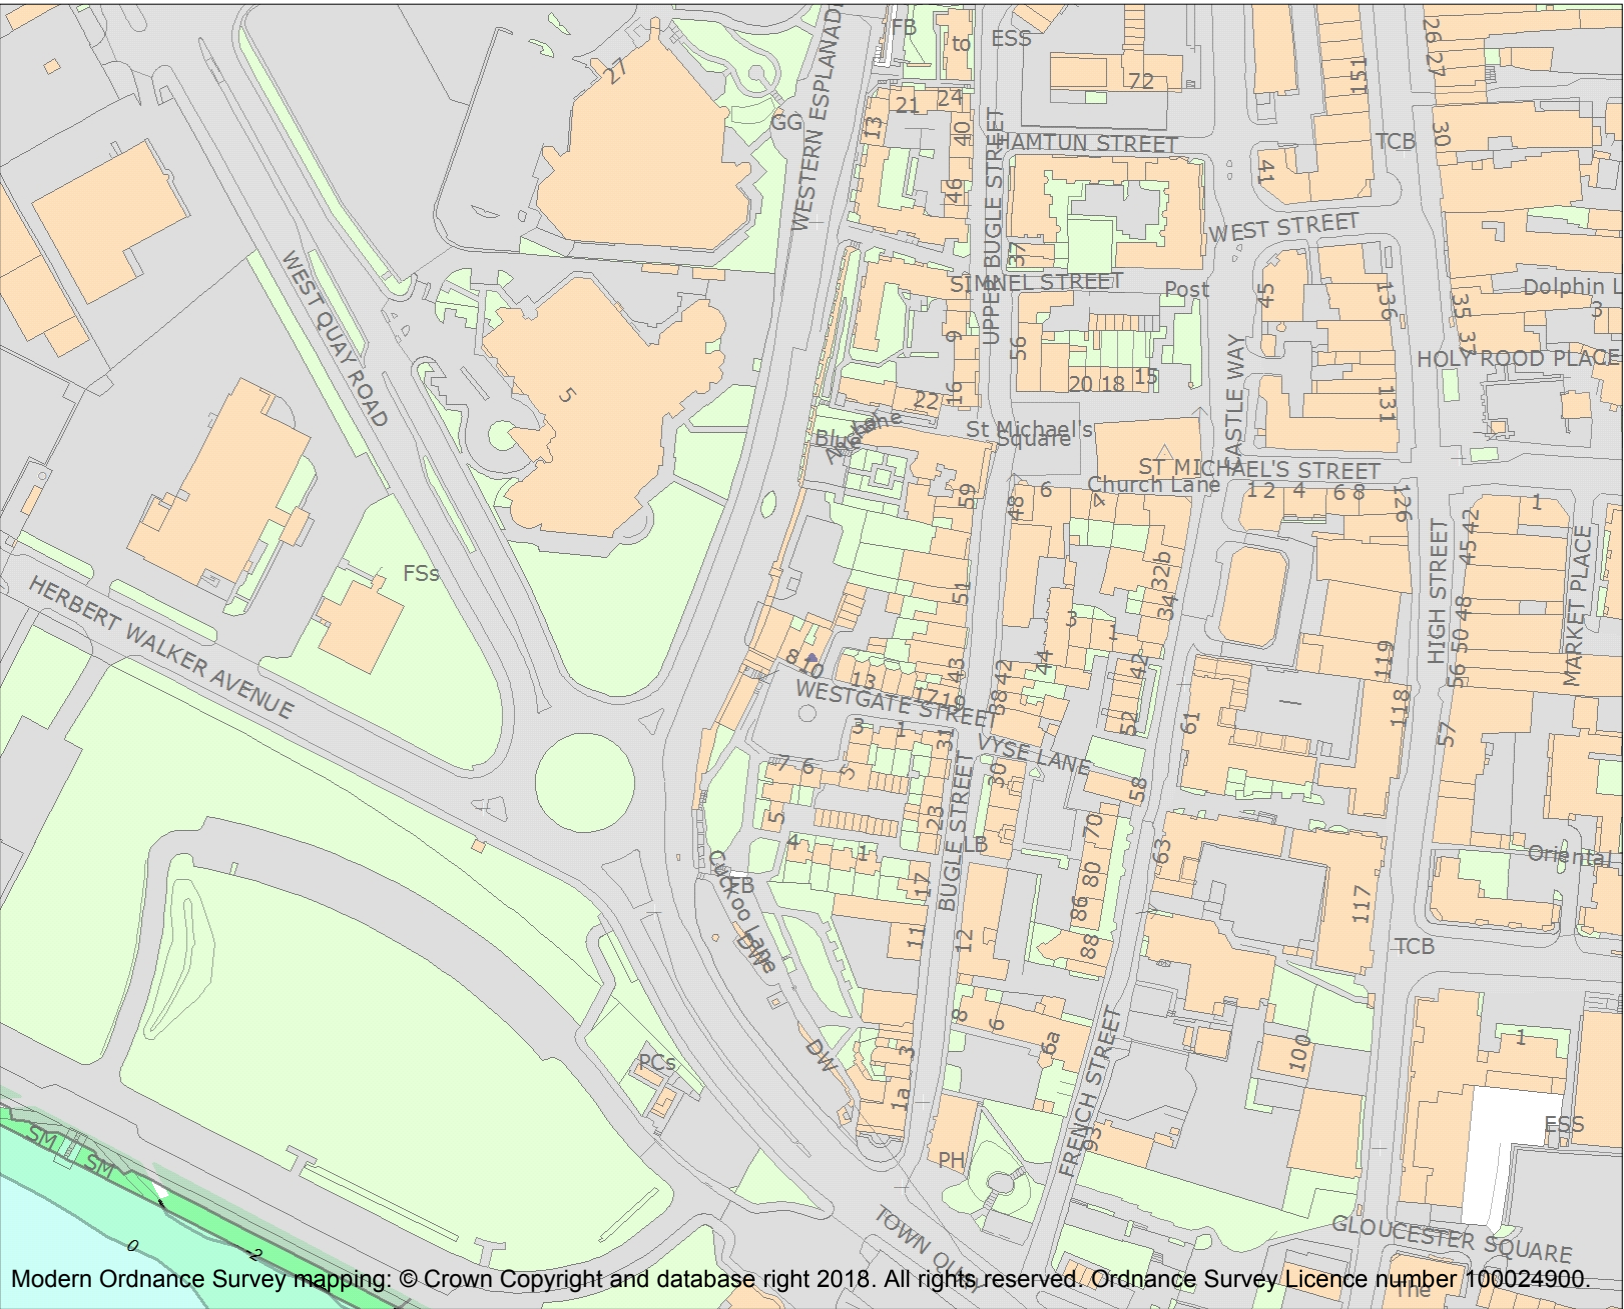 FB
to
ESS
WESTERN ESPLANADE
27
72
151
26 27
GG
21
24
13
40
46
HAMTUN STREET
TCB
30
41
UPPER BUGLE STREET
WEST STREET
37
SIMNEL STREET
Post
45
136
35
37
Dolphin L
3
WEST QUAY ROAD
9
56
16
22
20 18 15
HOLY ROOD PLACE
131
5
CASTLE WAY
Blue
St Michael's
Square
ST MICHAEL'S STREET
Church Lane
59
48
6
4
1 2 4 6 8
126
1
HIGH STREET
45 42
MARKET PLACE
FSs
HERBERT WALKER AVENUE
51
32b
34
3
1
56 50 48
8
10
13
17 19
43
38 42
44
42
119
118
WESTGATE STREET
3
1
31
VYSE LANE
52
61
57
7 6
5
30
58
5
23
BUGLE STREET
LB
70
63
4
1
17
80
86
117
Oriental
Cuckoo Lane
FB
DW
11
12
88
TCB
8
6
6a
FRENCH STREET
100
1
DW
3
1a
PCs
ESS
93
PH
SM
SM
TOWN QUAY
GLOUCESTER SQUARE
0
-2
The
Modern Ordnance Survey mapping: © Crown Copyright and database right 2018. All rights reserved. Ordnance Survey Licence number 100024900.